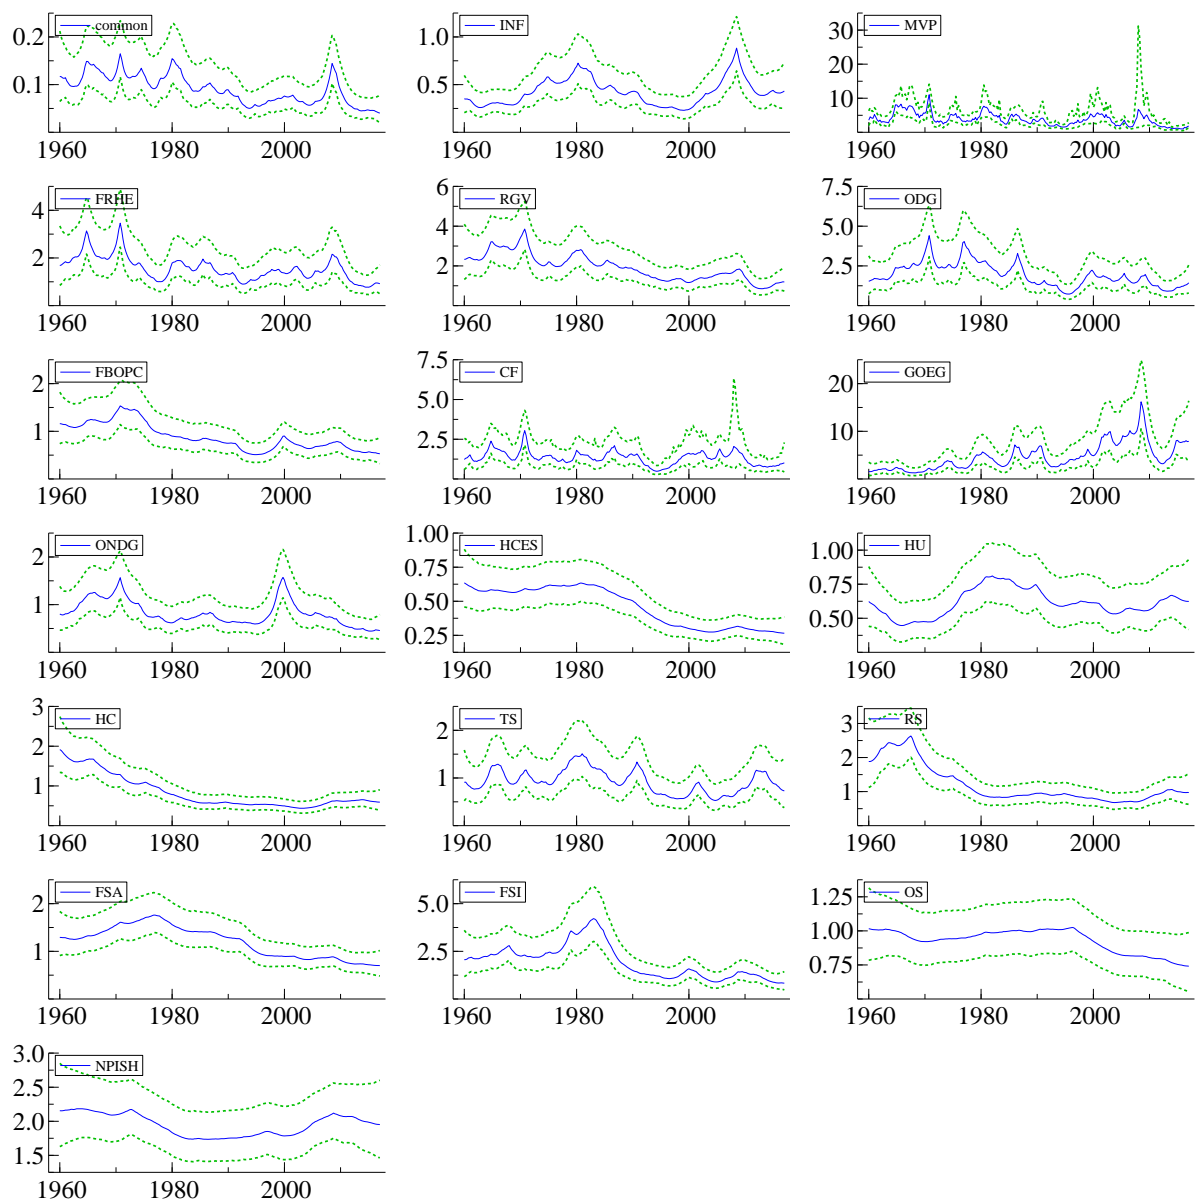 common
0.2
0.1
1960 1980 2000
INF
1.0
0.5
1960 1980 2000
MVP
30
20
10
1960 1980 2000
FRHE
4
2
1960 1980 2000
RGV
6
4
2
1960 1980 2000
ODG
7.5
5.0
2.5
1960 1980 2000
FBOPC
2
1
1960 1980 2000
CF
7.5
5.0
2.5
1960 1980 2000
GOEG
20
10
1960 1980 2000
ONDG
2
1
1960 1980 2000
HCES
1.00
0.75
0.50
0.25
1960 1980 2000
HU
1.00
0.75
0.50
1960 1980 2000
HC
3
2
1
1960 1980 2000
TS
2
1
1960 1980 2000
RS
3
2
1
1960 1980 2000
FSA
2
1
1960 1980 2000
FSI
5.0
2.5
1960 1980 2000
OS
1.25
1.00
0.75
1960 1980 2000
NPISH
3.0
2.5
2.0
1.5
1960 1980 2000